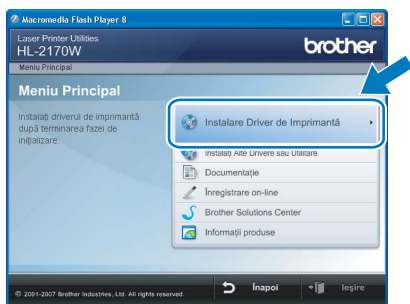 Macromedia Flash Player 8
Laser Printer Utilities
HL-2170W
brother
Meniu Principal
Meniu Principal
Instalaţi driverul de imprimantă
după terminarea fazei de
iniţializare
Instalare Driver de Imprimantă
Instalaţi Alte Drivere sau Utilitare
Documentaţie
Înregistrare on-line
Brother Solutions Center
Informaţii produse
© 2001-2007 Brother Industries, Ltd. All rights reserved.
Înapoi
Ieşire